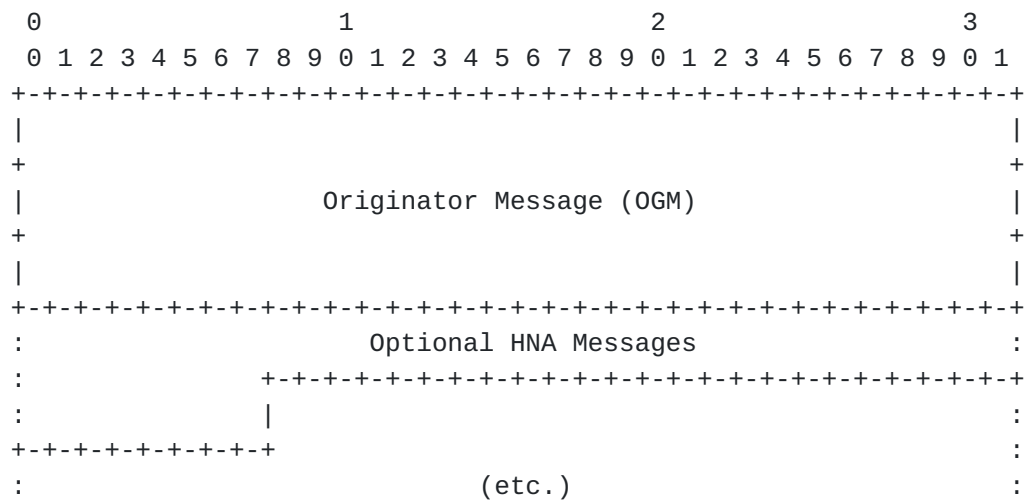 0                   1                   2                   3
 0 1 2 3 4 5 6 7 8 9 0 1 2 3 4 5 6 7 8 9 0 1 2 3 4 5 6 7 8 9 0 1
+-+-+-+-+-+-+-+-+-+-+-+-+-+-+-+-+-+-+-+-+-+-+-+-+-+-+-+-+-+-+-+-+
|                                                               |
+                                                               +
|                   Originator Message (OGM)                    |
+                                                               +
|                                                               |
+-+-+-+-+-+-+-+-+-+-+-+-+-+-+-+-+-+-+-+-+-+-+-+-+-+-+-+-+-+-+-+-+
:                      Optional HNA Messages                    :
:               +-+-+-+-+-+-+-+-+-+-+-+-+-+-+-+-+-+-+-+-+-+-+-+-+
:               |                                               :
+-+-+-+-+-+-+-+-+                                               :
:                             (etc.)                            :